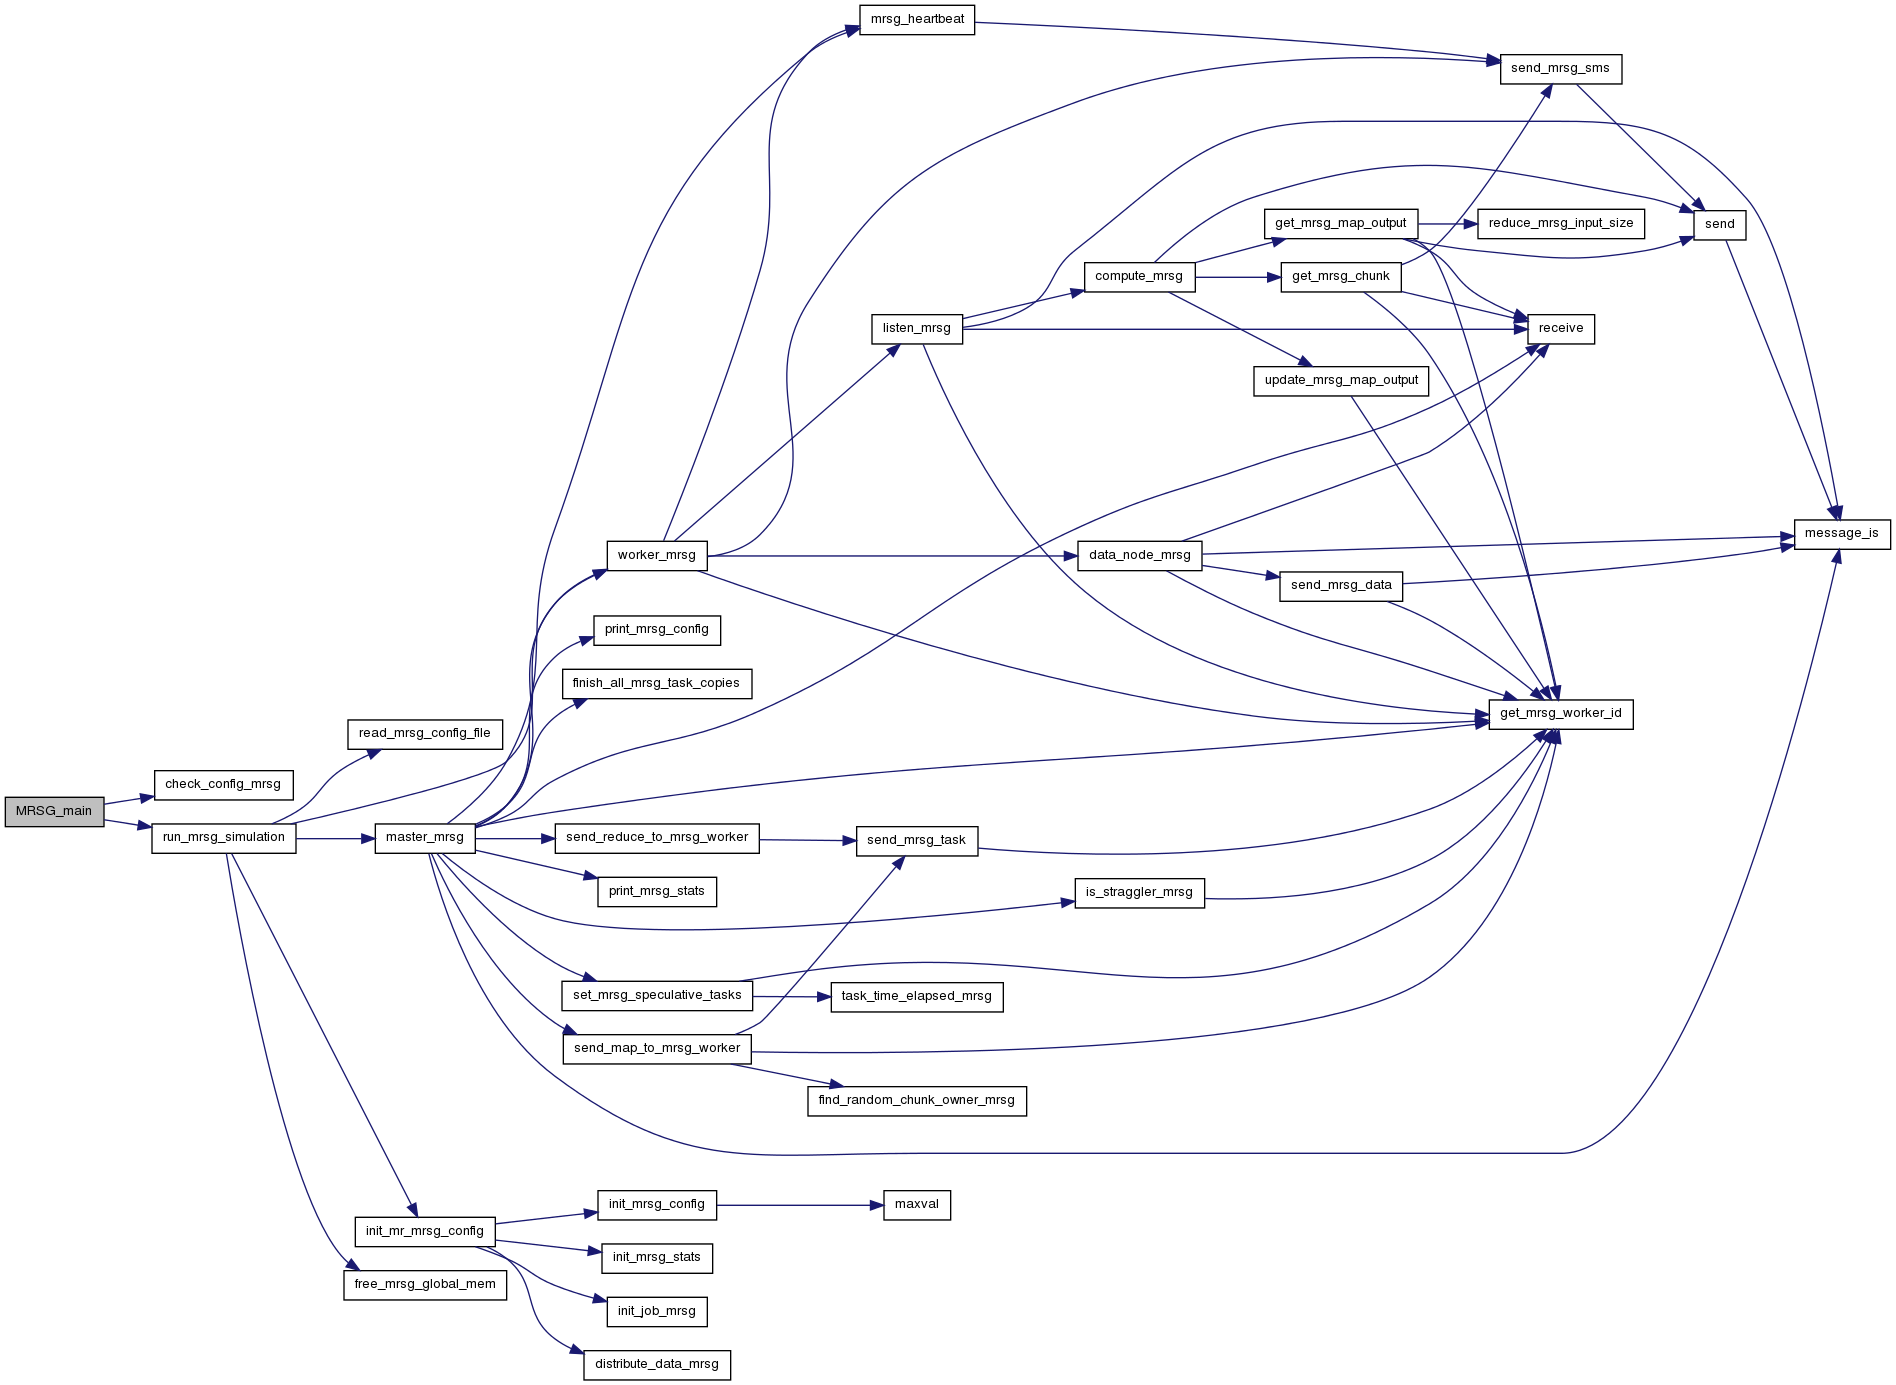 mrsg_heartbeat
send_mrsg_sms
get_mrsg_map_output
reduce_mrsg_input_size
send
compute_mrsg
get_mrsg_chunk
listen_mrsg
receive
update_mrsg_map_output
message_is
worker_mrsg
data_node_mrsg
send_mrsg_data
print_mrsg_config
finish_all_mrsg_task_copies
get_mrsg_worker_id
read_mrsg_config_file
check_config_mrsg
MRSG_main
run_mrsg_simulation
master_mrsg
send_reduce_to_mrsg_worker
send_mrsg_task
print_mrsg_stats
is_straggler_mrsg
set_mrsg_speculative_tasks
task_time_elapsed_mrsg
send_map_to_mrsg_worker
find_random_chunk_owner_mrsg
init_mrsg_config
maxval
init_mr_mrsg_config
init_mrsg_stats
free_mrsg_global_mem
init_job_mrsg
distribute_data_mrsg